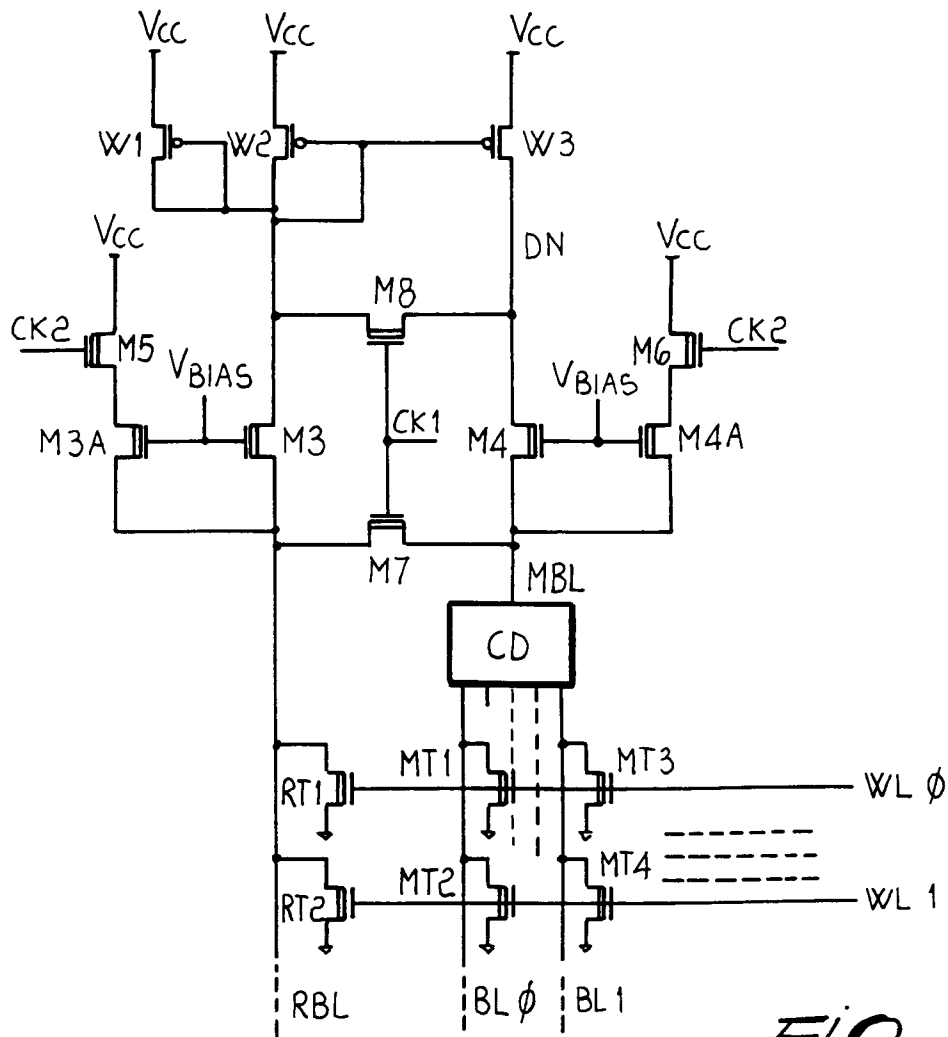 VCC VCC VCC
W1 W2 W3
DN
VCC VCC
M8
CK2 M5 M6 CK2
VBIAS VBIAS
M3A M3 CK1 M4 M4A
M7
MBL
CD
MT1 MT3
RT1 WL φ
MT2 MT4
RT2 WL 1
RBL BL φ BL 1